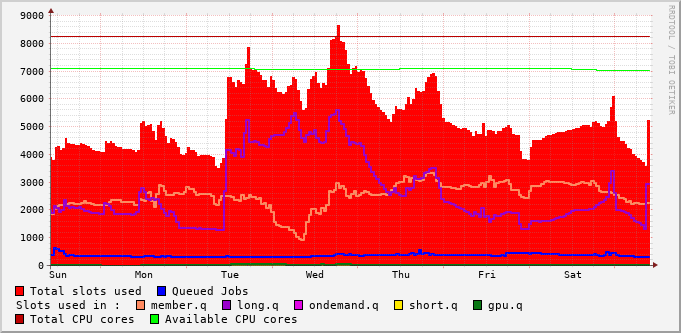 9000
8000
7000
6000
5000
4000
3000
2000
1000
0
Sun Mon Tue Wed Thu Fri Sat
Total slots used Queued Jobs
Slots used in : member.q long.q ondemand.q short.q gpu.q
Total CPU cores Available CPU cores
RRDTOOL / TOBI OETIKER